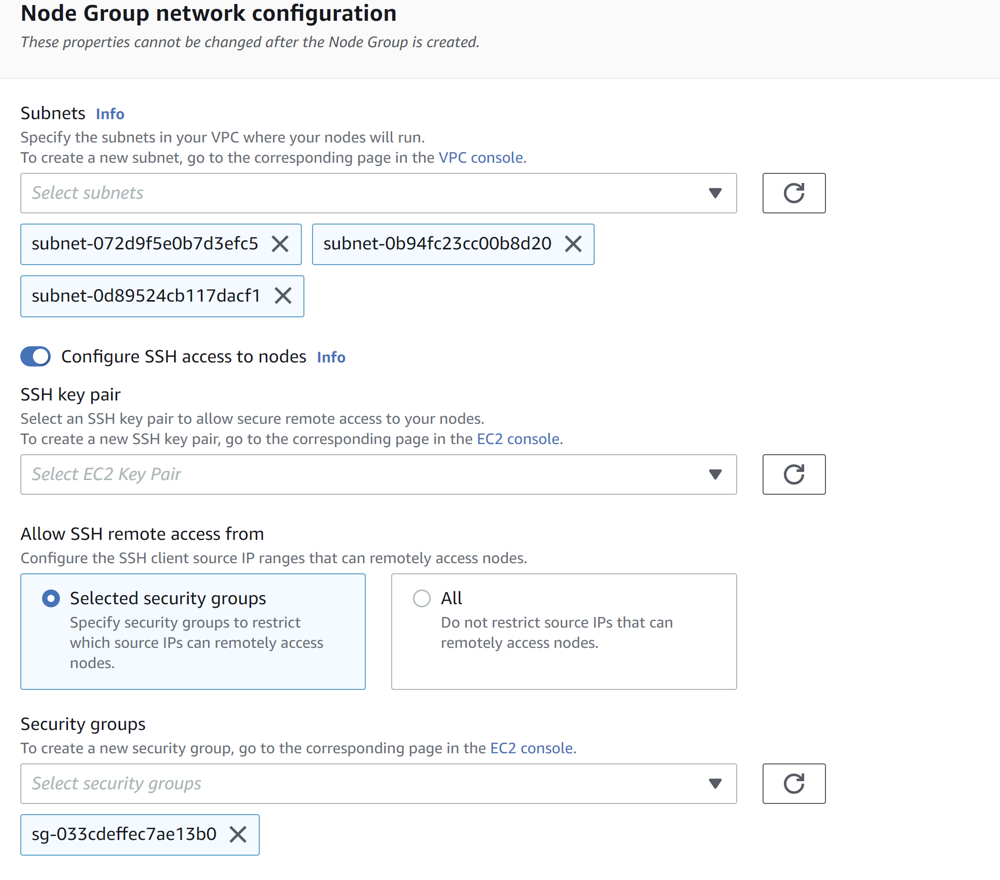 Node Group network configuration
These properties cannot be changed after the Node Group is created.
Subnets Info
Specify the subnets in your VPC where your nodes will run.
To create a new subnet, go to the corresponding page in the VPC console.
Select subnets
subnet-072d9f5e0b7d3efc5 subnet-0b94fc23cc00b8d20
subnet-0d89524cb117dacf1
Configure SSH access to nodes Info
SSH key pair
Select an SSH key pair to allow secure remote access to your nodes.
To create a new SSH key pair, go to the corresponding page in the EC2 console.
Select EC2 Key Pair
Allow SSH remote access from
Configure the SSH client source IP ranges that can remotely access nodes.
Selected security groups
Specify security groups to restrict
which source IPs can remotely access
nodes.
All
Do not restrict source IPs that can
remotely access nodes.
Security groups
To create a new security group, go to the corresponding page in the EC2 console.
Select security groups
sg-033cdeffec7ae13b0